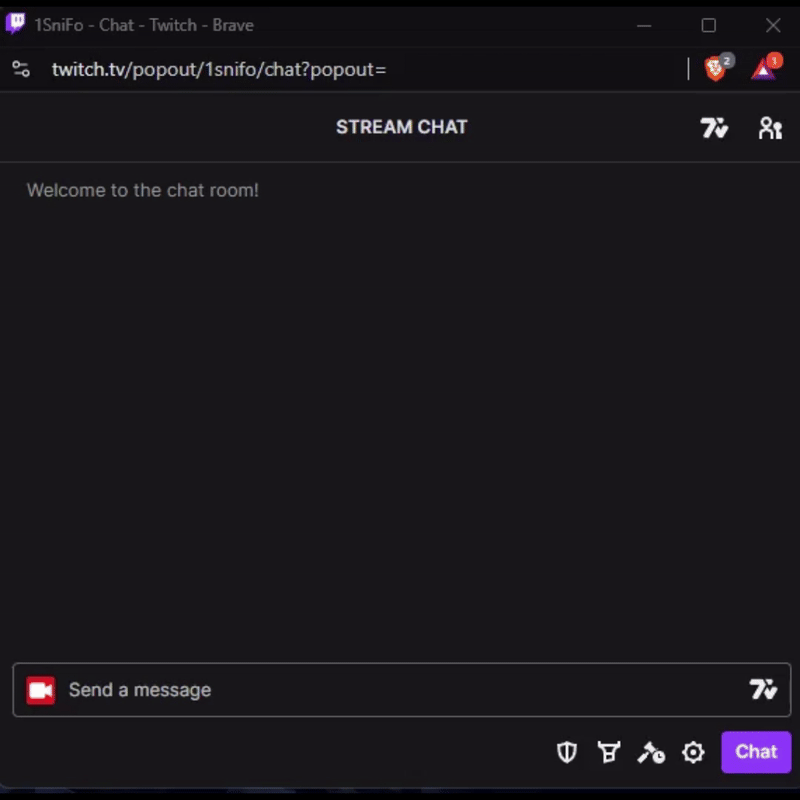 1SniFo - Chat - Twitch - Brave
twitch.tv/popout/1snifo/chat?popout=
2
1
STREAM CHAT
Welcome to the chat room!
Send a message
Chat